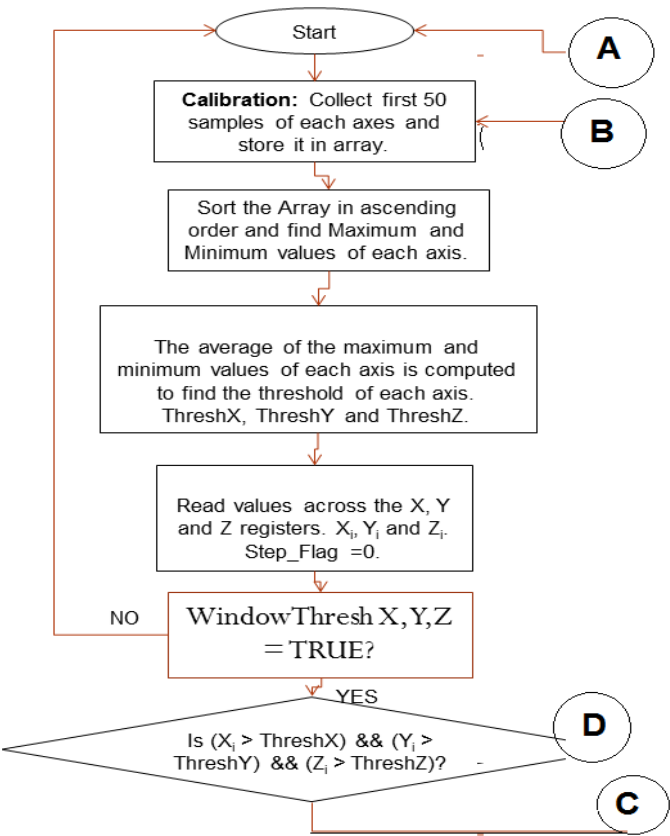 Start
A
Calibration: Collect first 50
samples of each axes and
store it in array.
B
Sort the Array in ascending
order and find Maximum and
Minimum values of each axis.
The average of the maximum and
minimum values of each axis is computed
to find the threshold of each axis.
ThreshX, ThreshY and ThreshZ.
Read values across the X, Y
and Z registers. Xi, Yi and Zi.
Step_Flag =0.
NO
WindowThresh X,Y,Z
= TRUE?
YES
Is (Xi > ThreshX) && (Yi >
ThreshY) && (Zi > ThreshZ)?
D
C